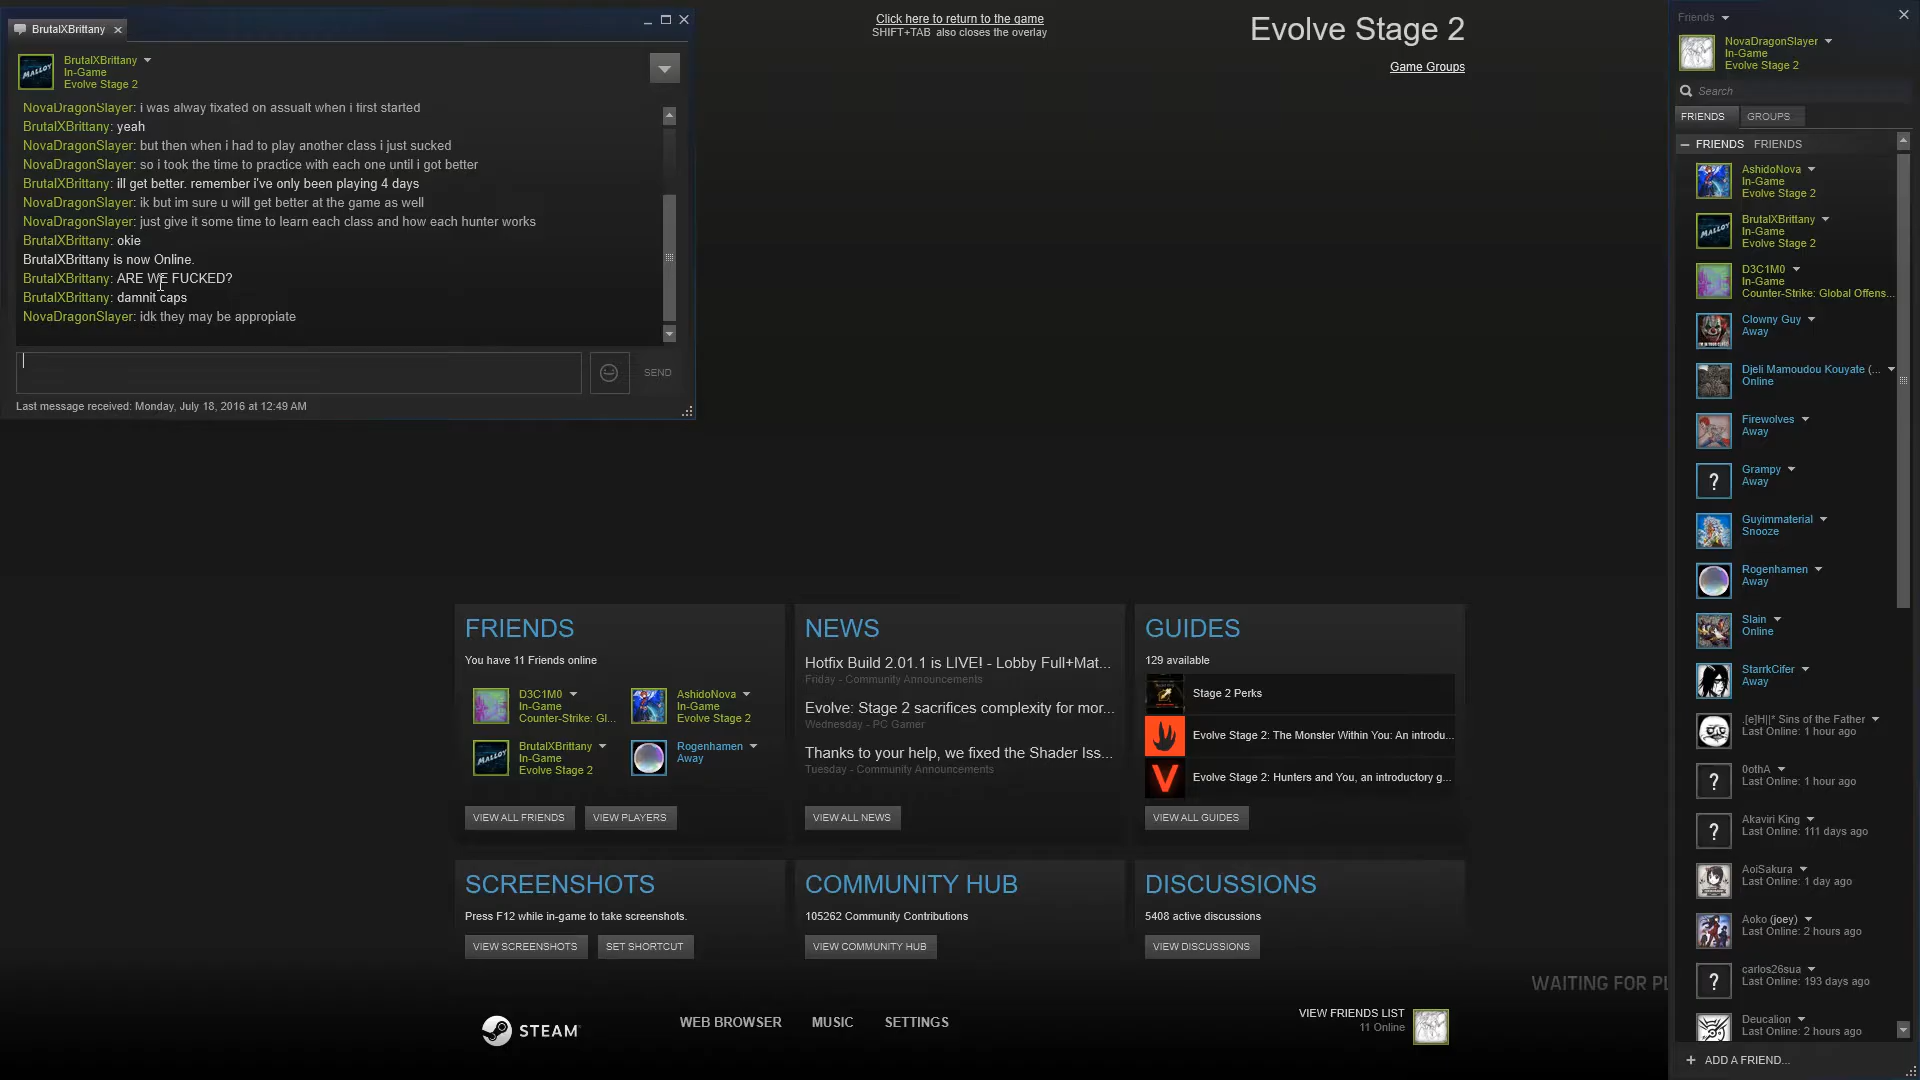 BrutalXBrittany
BrutalXBrittany
In-Game
Evolve Stage 2
NovaDragonSlayer: i was alway fixated on assualt when i first started
BrutalXBrittany: yeah
NovaDragonSlayer: but then when i had to play another class i just sucked
NovaDragonSlayer: so i took the time to practice with each one until i got better
BrutalXBrittany: ill get better. remember i've only been playing 4 days
NovaDragonSlayer: ik but im sure u will get better at the game as well
NovaDragonSlayer: just give it some time to learn each class and how each hunter works
BrutalXBrittany: okie
BrutalXBrittany is now Online.
BrutalXBrittany: ARE WE FUCKED?
BrutalXBrittany: damnit caps
NovaDragonSlayer: idk they may be appropiate
SEND
Last message received: Monday, July 18, 2016 at 12:49 AM
Click here to return to the game
SHIFT+TAB also closes the overlay
Evolve Stage 2
Game Groups
FRIENDS
You have 11 Friends online
D3C1M0
In-Game
Counter-Strike: Gl...
AshidoNova
In-Game
Evolve Stage 2
BrutalXBrittany
In-Game
Evolve Stage 2
Rogenhamen
Away
VIEW ALL FRIENDS
VIEW PLAYERS
NEWS
Hotfix Build 2.01.1 is LIVE! - Lobby Full+Mat...
Friday - Community Announcements
Evolve: Stage 2 sacrifices complexity for mor...
Wednesday - PC Gamer
Thanks to your help, we fixed the Shader Iss...
Tuesday - Community Announcements
VIEW ALL NEWS
GUIDES
129 available
Stage 2 Perks
Evolve Stage 2: The Monster Within You: An introdu...
Evolve Stage 2: Hunters and You, an introductory g...
VIEW ALL GUIDES
SCREENSHOTS
Press F12 while in-game to take screenshots.
VIEW SCREENSHOTS
SET SHORTCUT
COMMUNITY HUB
105262 Community Contributions
VIEW COMMUNITY HUB
DISCUSSIONS
5408 active discussions
VIEW DISCUSSIONS
WAITING FOR PL
STEAM
WEB BROWSER
MUSIC
SETTINGS
VIEW FRIENDS LIST
11 Online
Friends
NovaDragonSlayer
In-Game
Evolve Stage 2
Search
FRIENDS
GROUPS
FRIENDS FRIENDS
AshidoNova
In-Game
Evolve Stage 2
MALLOY
BrutalXBrittany
In-Game
Evolve Stage 2
D3C1M0
In-Game
Counter-Strike: Global Offens...
Clowny Guy
Away
Djeli Mamoudou Kouyate (...
Online
Firewolves
Away
Grampy
Away
Guyimmaterial
Snooze
Rogenhamen
Away
Slain
Online
StarrkCifer
Away
.[e]H||* Sins of the Father
Last Online: 1 hour ago
0othA
Last Online: 1 hour ago
Akaviri King
Last Online: 111 days ago
AoiSakura
Last Online: 1 day ago
Aoko (joey)
Last Online: 2 hours ago
carlos26sua
Last Online: 193 days ago
Deucalion
Last Online: 2 hours ago
+ ADD A FRIEND...